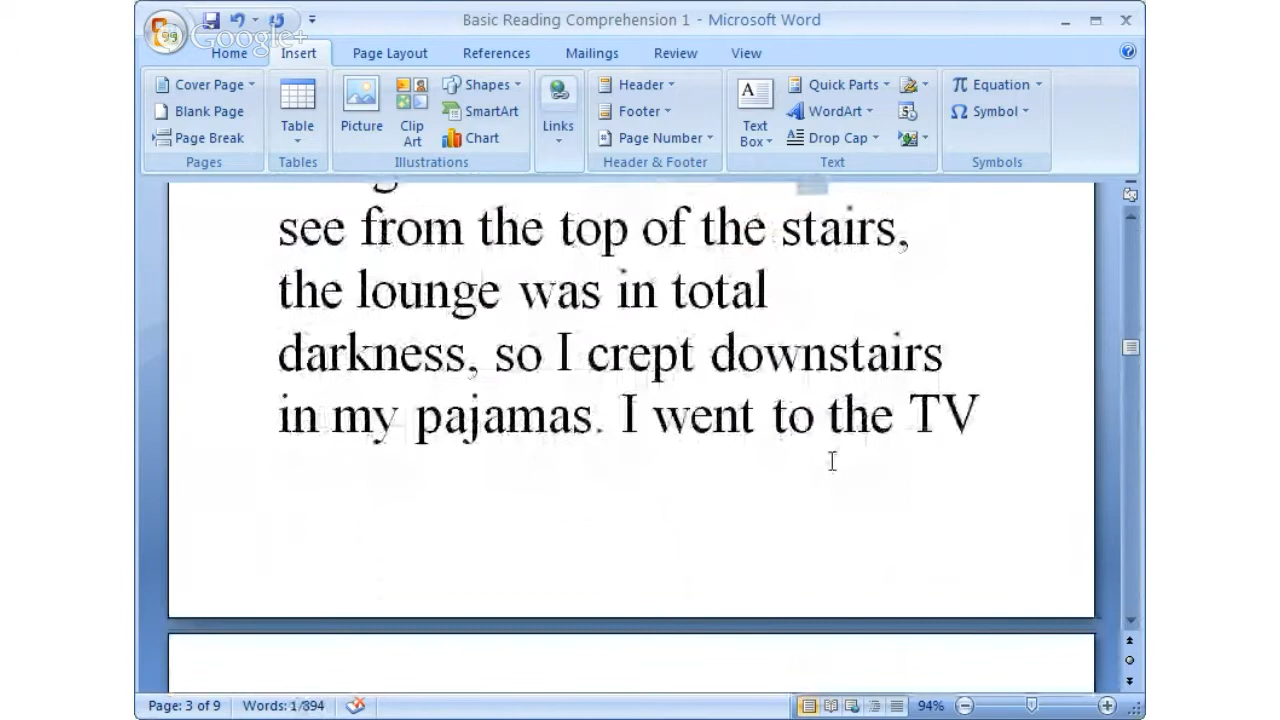 Basic Reading Comprehension 1 - Microsoft Word
Google+
Home Insert Page Layout References Mailings Review View
Cover Page
Blank Page
Page Break
Pages
Table
Tables
Picture
Clip Art
Shapes
SmartArt
Chart
Illustrations
Links
Header
Footer
Page Number
Header & Footer
Text Box
Quick Parts
WordArt
Drop Cap
Text
Equation
Symbol
Symbols
see from the top of the stairs,
the lounge was in total
darkness, so I crept downstairs
in my pajamas. I went to the TV
Page: 3 of 9 Words: 1/394 94%